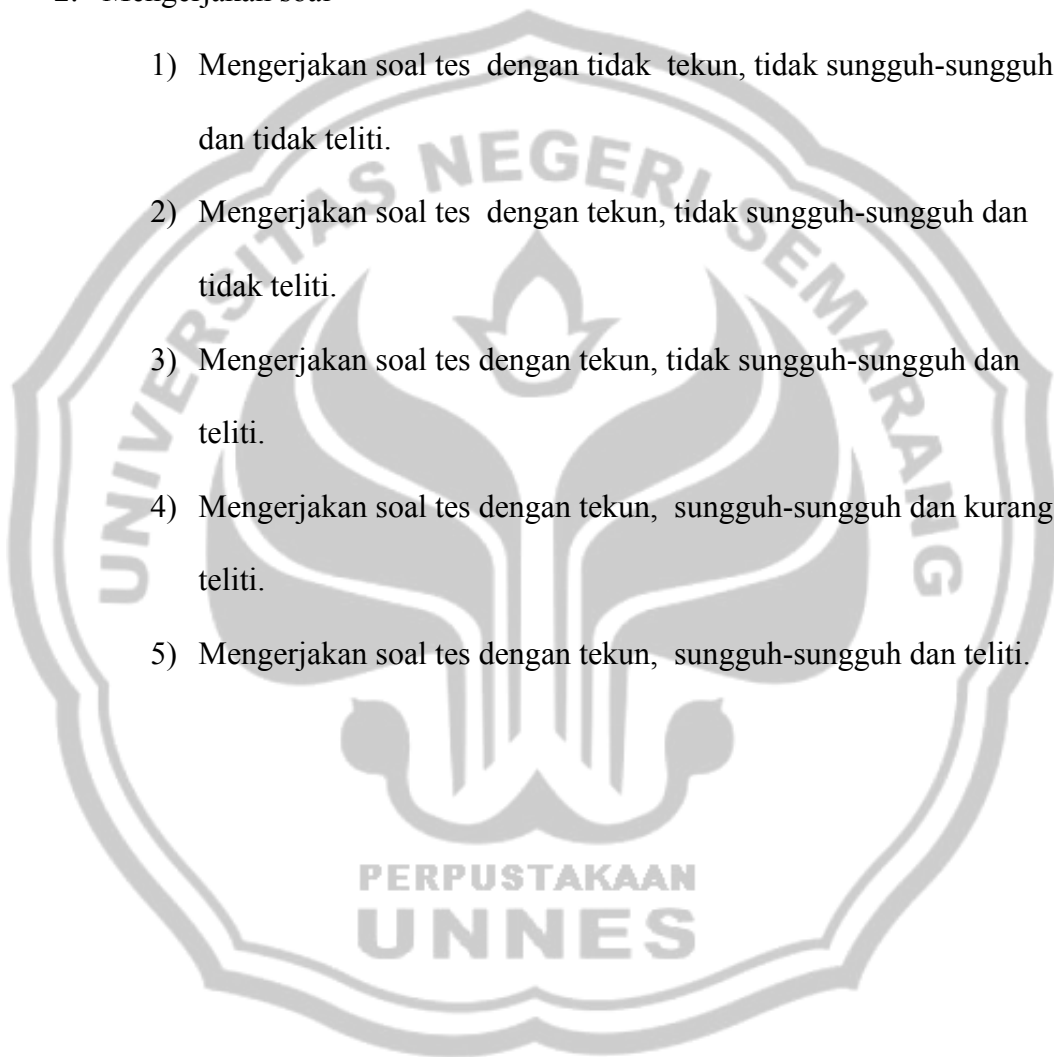 2. Mengerjakan soal
1) Mengerjakan soal tes dengan tidak tekun, tidak sungguh-sungguh
dan tidak teliti.
2) Mengerjakan soal tes dengan tekun, tidak sungguh-sungguh dan
tidak teliti.
3) Mengerjakan soal tes dengan tekun, tidak sungguh-sungguh dan
teliti.
4) Mengerjakan soal tes dengan tekun, sungguh-sungguh dan kurang
teliti.
5) Mengerjakan soal tes dengan tekun, sungguh-sungguh dan teliti.
UNIVERSITAS NEGERI SEMARANG
PERPUSTAKAAN
UNNES